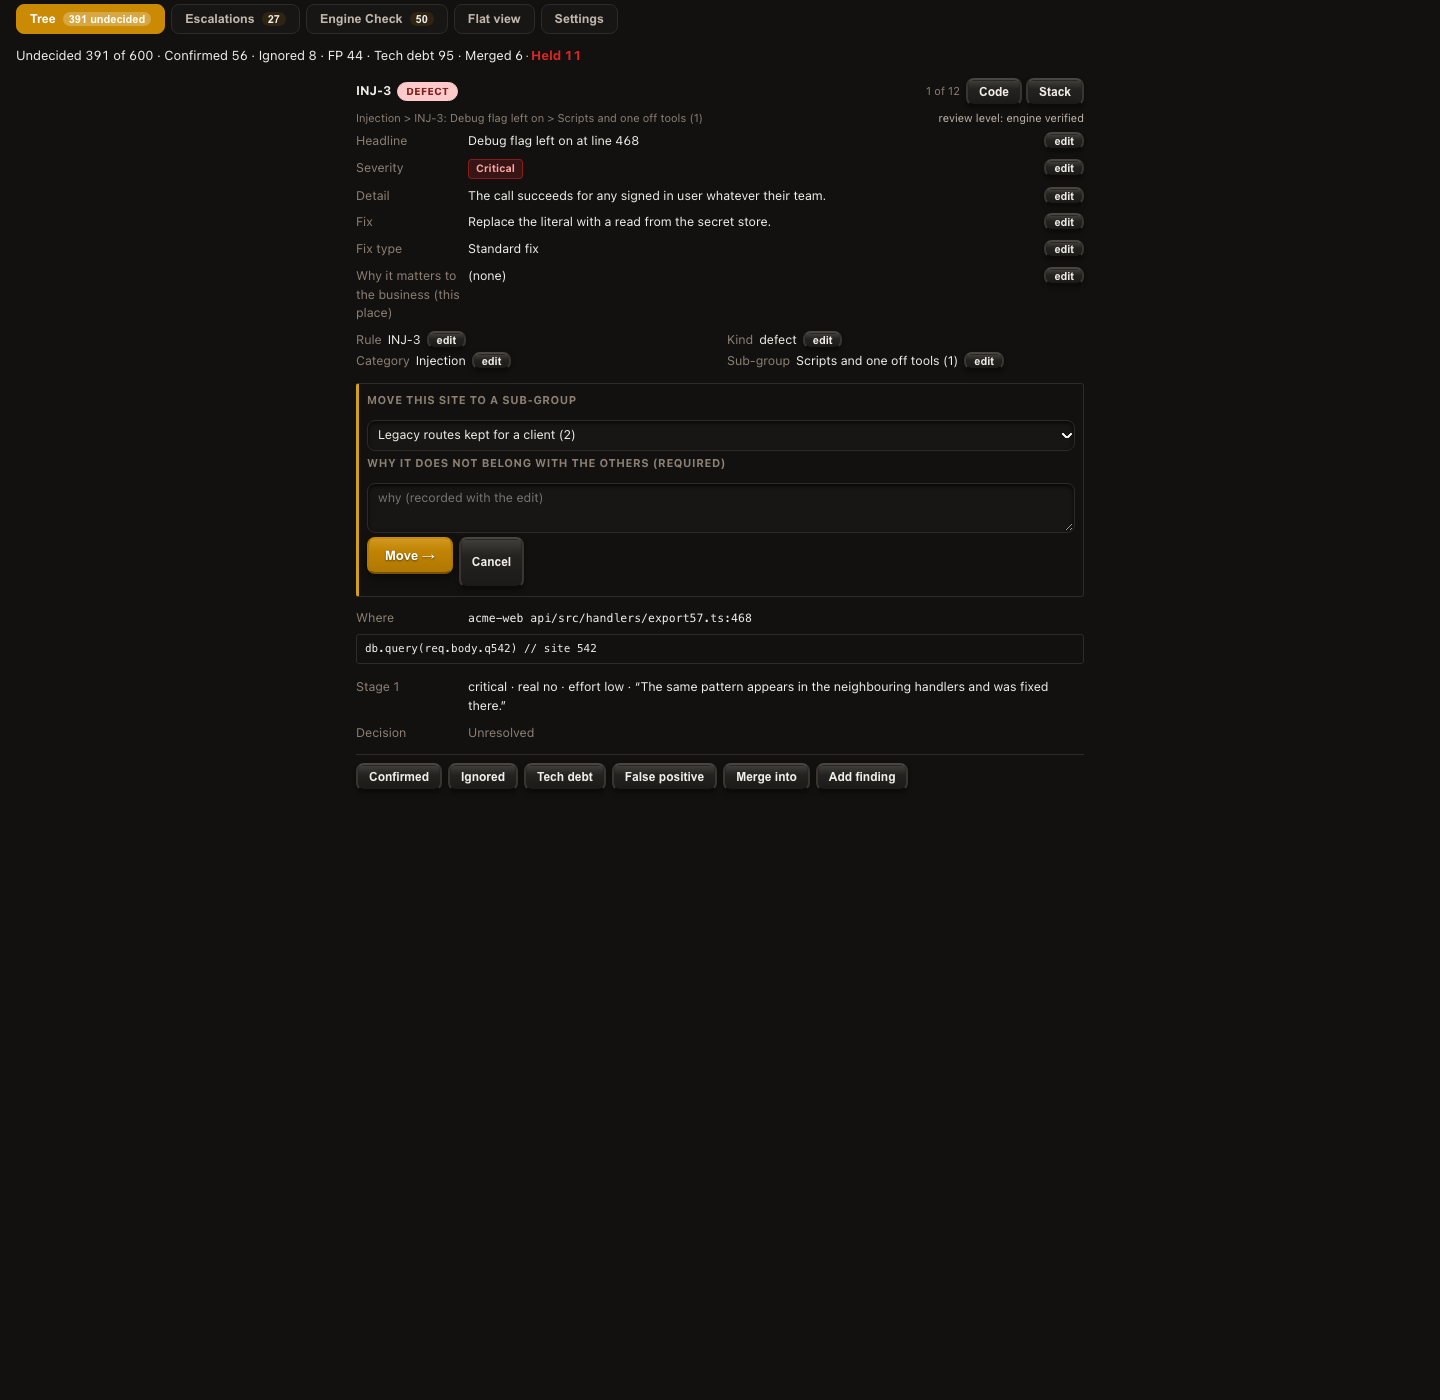 Tree 391 undecided Escalations 27 Engine Check 50 Flat view Settings
Undecided 391 of 600 · Confirmed 56 · Ignored 8 · FP 44 · Tech debt 95 · Merged 6 · Held 11
INJ-3 DEFECT 1 of 12 Code Stack
Injection > INJ-3: Debug flag left on > Scripts and one off tools (1) review level: engine verified
Headline Debug flag left on at line 468 edit
Severity Critical edit
Detail The call succeeds for any signed in user whatever their team. edit
Fix Replace the literal with a read from the secret store. edit
Fix type Standard fix edit
Why it matters to (none) edit
the business (this
place)
Rule INJ-3 edit Kind defect edit
Category Injection edit Sub-group Scripts and one off tools (1) edit
MOVE THIS SITE TO A SUB-GROUP
Legacy routes kept for a client (2)
WHY IT DOES NOT BELONG WITH THE OTHERS (REQUIRED)
why (recorded with the edit)
Move → Cancel
Where acme-web api/src/handlers/export57.ts:468
db.query(req.body.q542) // site 542
Stage 1 critical · real no · effort low · “The same pattern appears in the neighbouring handlers and was fixed
there.”
Decision Unresolved
Confirmed Ignored Tech debt False positive Merge into Add finding